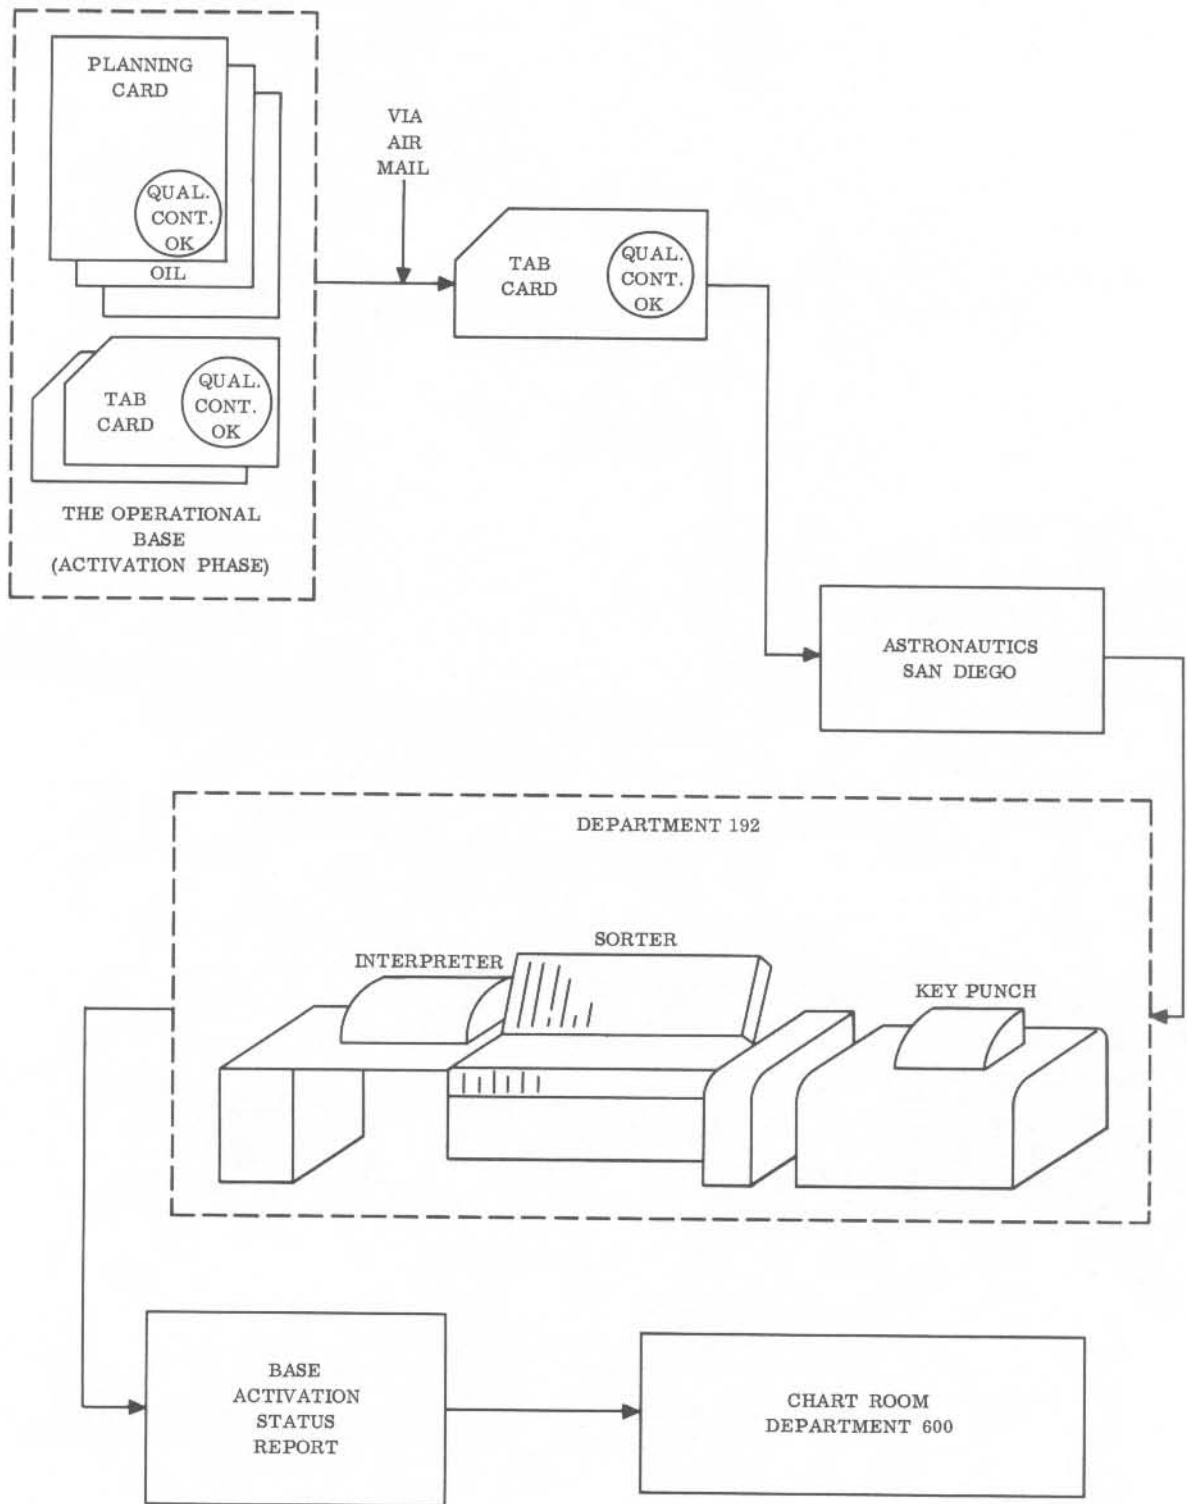 PLANNING
CARD
QUAL.
CONT.
OK
OIL
TAB
CARD
QUAL.
CONT.
OK
THE OPERATIONAL
BASE
(ACTIVATION PHASE)
VIA
AIR
MAIL
TAB
CARD
QUAL.
CONT.
OK
ASTRONAUTICS
SAN DIEGO
DEPARTMENT 192
INTERPRETER
SORTER
KEY PUNCH
BASE
ACTIVATION
STATUS
REPORT
CHART ROOM
DEPARTMENT 600